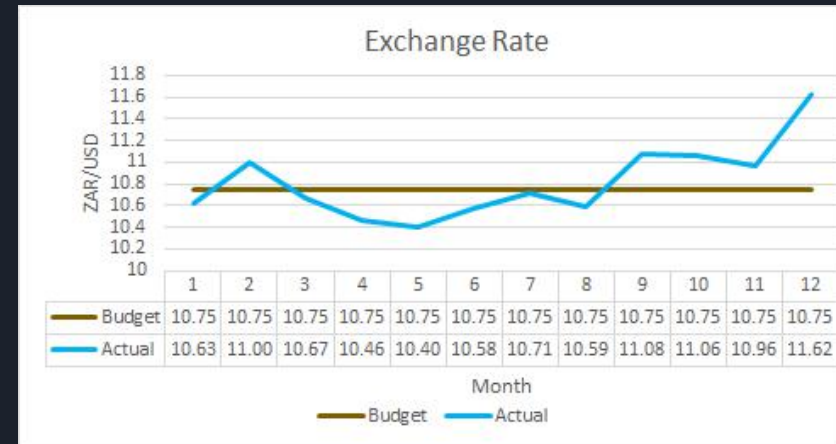 Exchange Rate
11.8
11.6
11.4
11.2
11
10.8
10.6
10.4
10.2
10
ZAR/USD
1 2 3 4 5 6 7 8 9 10 11 12
Budget 10.75 10.75 10.75 10.75 10.75 10.75 10.75 10.75 10.75 10.75 10.75 10.75
Actual 10.63 11.00 10.67 10.46 10.40 10.58 10.71 10.59 11.08 11.06 10.96 11.62
Month
Budget Actual